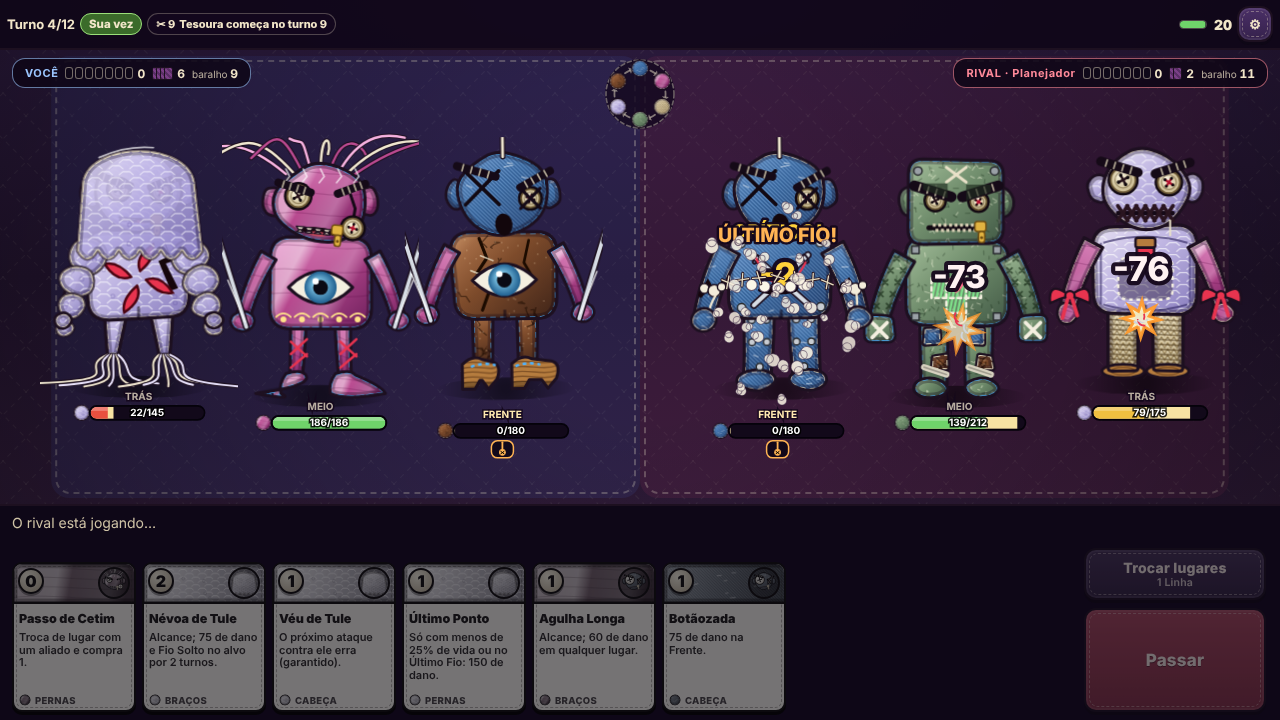 Turno 4/12 Sua vez ✂ 9 Tesoura começa no turno 9 20
VOCÊ 0 6 baralho 9
RIVAL · Planejador 0 2 baralho 11
ÚLTIMO FIO!
-73
-76
TRÁS
22/145
MEIO
186/186
FRENTE
0/180
FRENTE
0/180
MEIO
139/212
TRÁS
79/175
O rival está jogando...
0
Passo de Cetim
Troca de lugar com
um aliado e compra
1.
PERNAS
2
Névoa de Tule
Alcance; 75 de dano
e Fio Solto no alvo
por 2 turnos.
BRAÇOS
1
Véu de Tule
O próximo ataque
contra ele erra
(garantido).
CABEÇA
1
Último Ponto
Só com menos de
25% de vida ou no
Último Fio: 150 de
dano.
PERNAS
1
Agulha Longa
Alcance; 60 de dano
em qualquer lugar.
BRAÇOS
1
Botãozada
75 de dano na
Frente.
CABEÇA
Trocar lugares
1 Linha
Passar